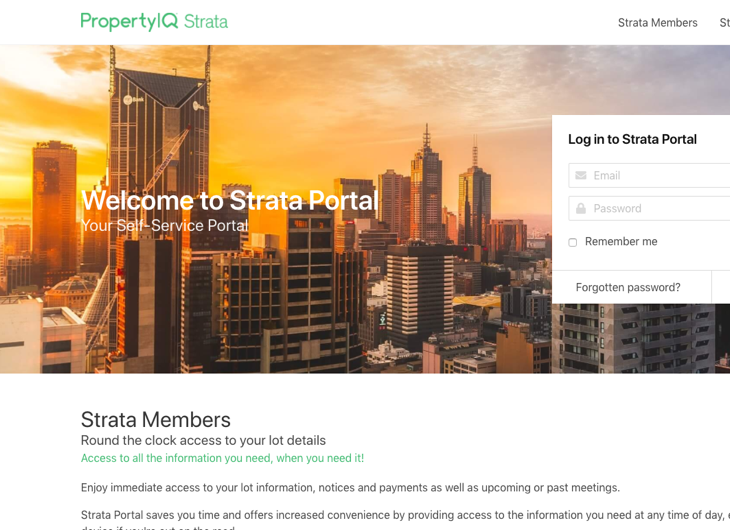 PropertyIQ Strata
Strata Members
Log in to Strata Portal
Email
Password
Remember me
Forgotten password?
Welcome to Strata Portal
Your Self-Service Portal
Strata Members
Round the clock access to your lot details
Access to all the information you need, when you need it!
Enjoy immediate access to your lot information, notices and payments as well as upcoming or past meetings.
Strata Portal saves you time and offers increased convenience by providing access to the information you need at any time of day,